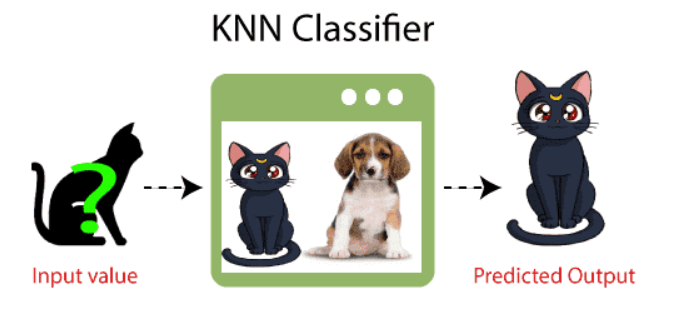 KNN Classifier
?
Input value
Predicted Output